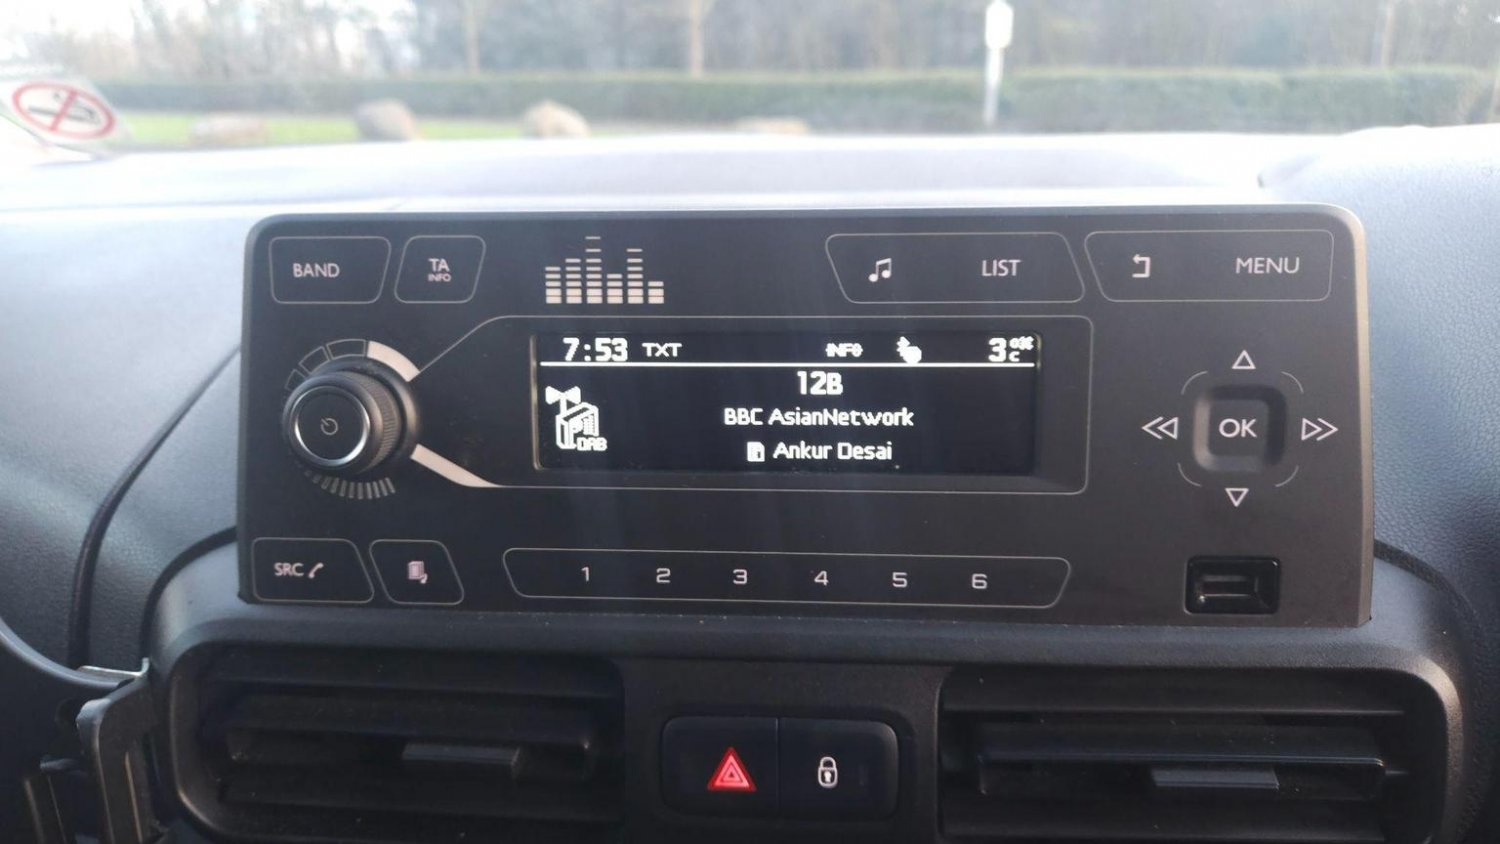 BAND
TA
INFO
LIST
MENU
7:53 TXT INFO 3°C
12B
BBC AsianNetwork
DAB
Ankur Desai
OK
SRC
1 2 3 4 5 6